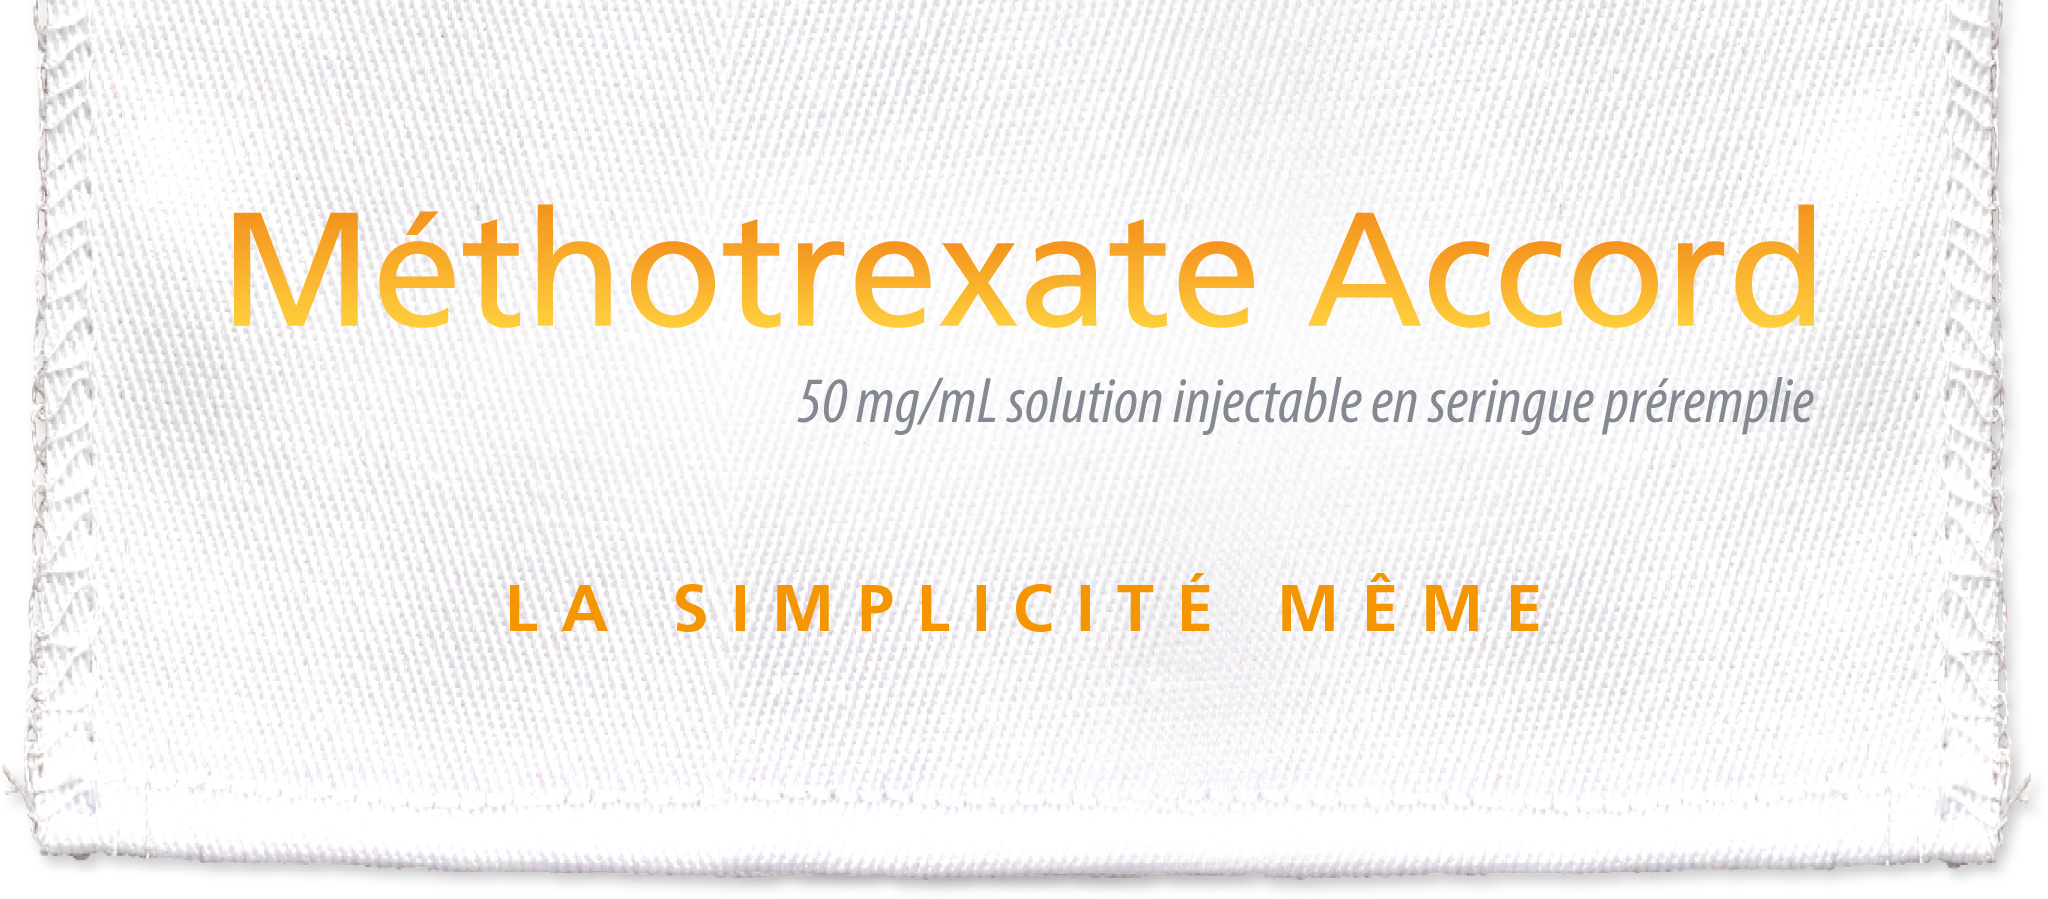 Méthotrexate Accord
50 mg/mL solution injectable en seringue préremplie
LA SIMPLICITÉ MÊME